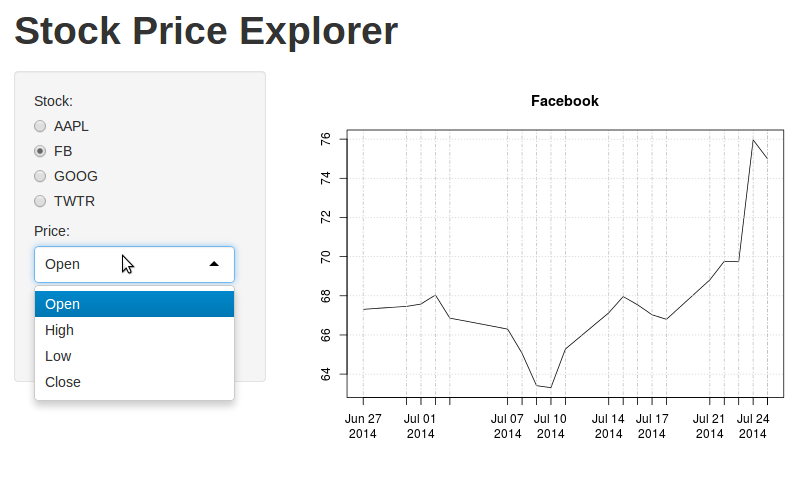 Stock Price Explorer
Stock:
AAPL
FB
GOOG
TWTR
Price:
Open
Open
High
Low
Close
Facebook
76
74
72
70
68
66
64
Jun 27 Jul 01 Jul 07 Jul 10 Jul 14 Jul 17 Jul 21 Jul 24
2014 2014 2014 2014 2014 2014 2014 2014